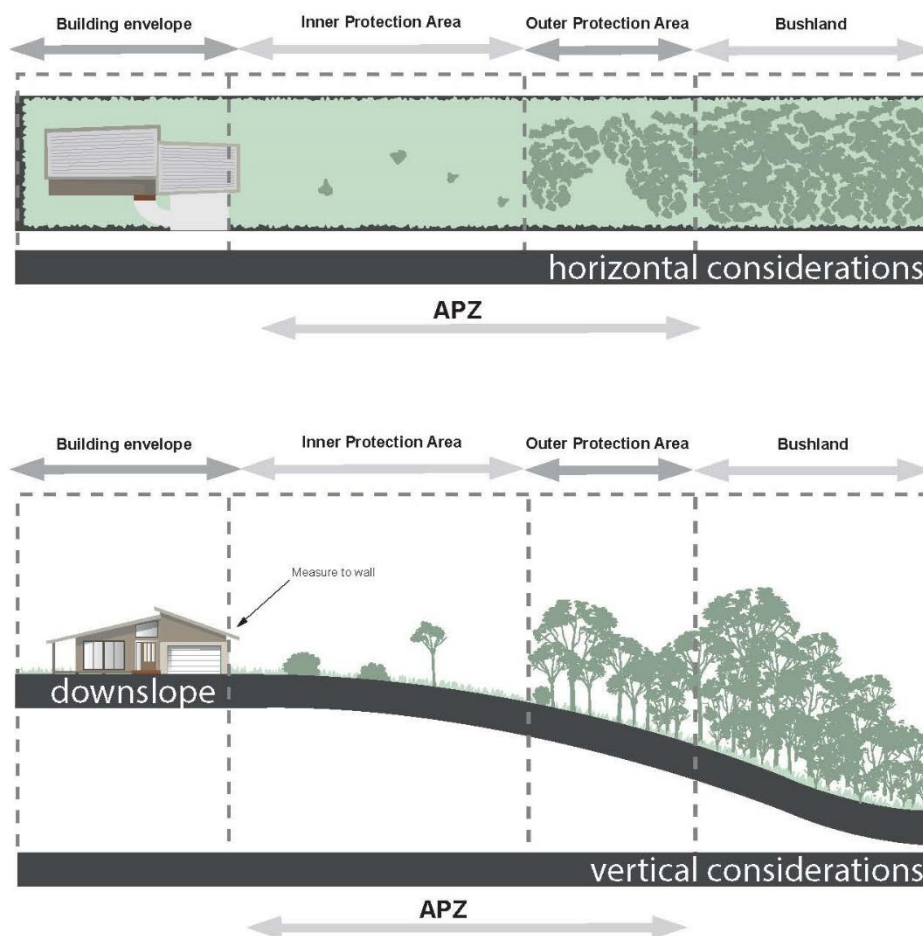 Building envelope
Inner Protection Area
Outer Protection Area
Bushland
horizontal considerations
APZ
Building envelope
Inner Protection Area
Outer Protection Area
Bushland
Measure to wall
downslope
vertical considerations
APZ